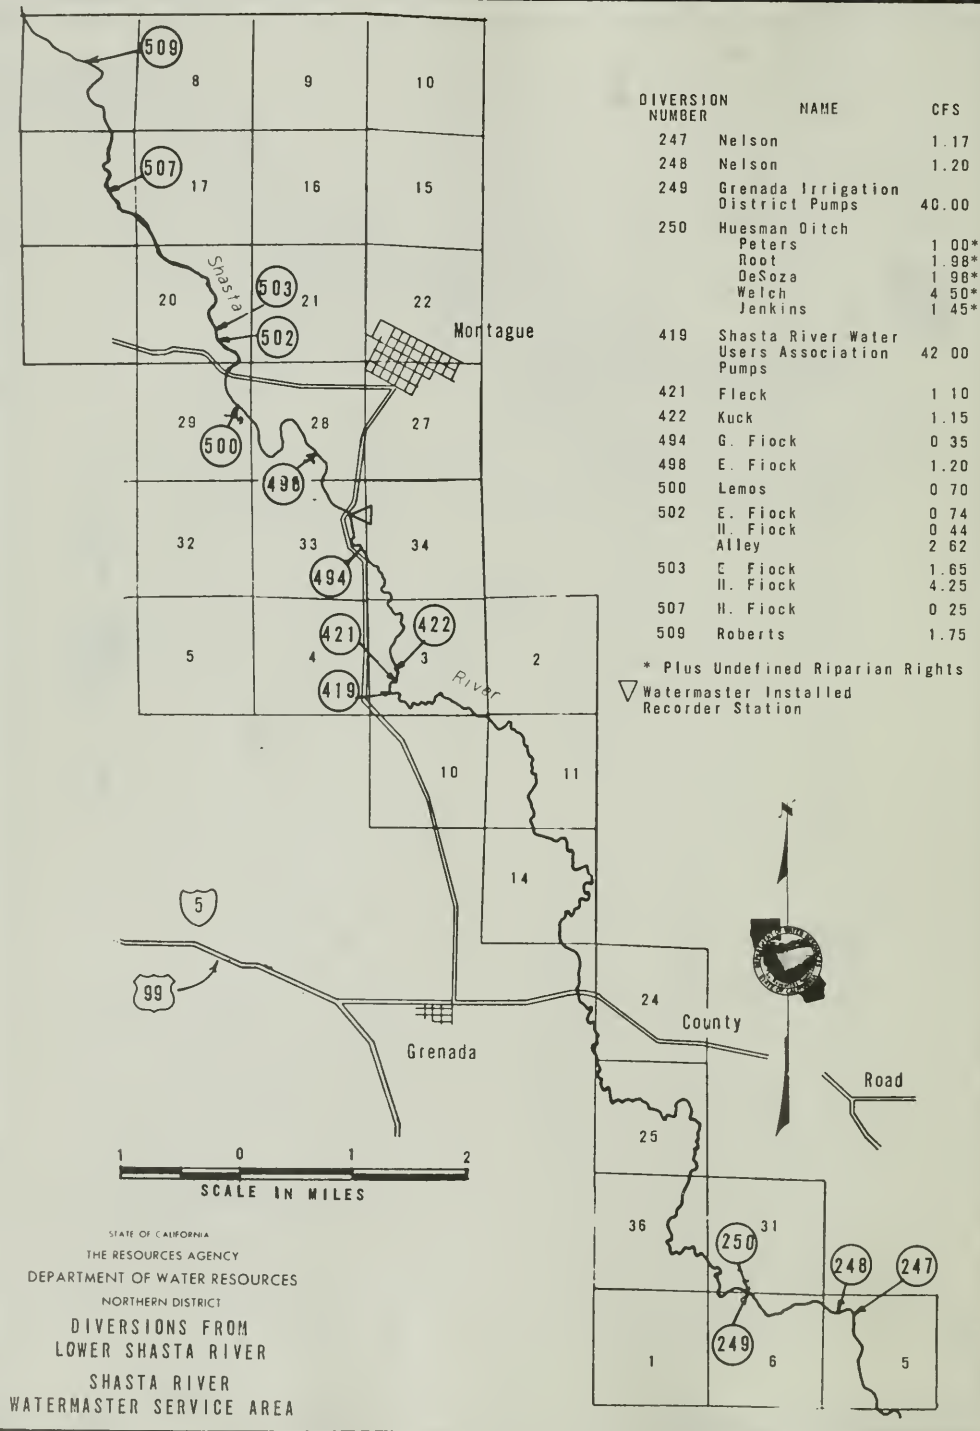 DIVERSION NUMBER NAME CFS
247 Nelson 1.17
248 Nelson 1.20
249 Grenada Irrigation
District Pumps 40.00
250 Huesman Ditch
Peters 1 00*
Root 1.98*
DeSoza 1 98*
Welch 4 50*
Jenkins 1 45*
419 Shasta River Water
Users Association 42 00
Pumps
421 Fleck 1 10
422 Kuck 1.15
494 G. Fiock 0 35
498 E. Fiock 1.20
500 Lemos 0 70
502 E. Fiock 0 74
H. Fiock 0 44
Alley 2 62
503 E Fiock 1.65
H. Fiock 4.25
507 H. Fiock 0 25
509 Roberts 1.75
* Plus Undefined Riparian Rights
Watermaster Installed
Recorder Station
509
8 9 10
507
17 16 15
Shasta
503
20 21 22
502
Montague
29 28 27
500
498
32 33 34
494
421 422
5 4 3 2
419
River
10 11
14
5
99
24
County
Grenada
Road
N
25
1 0 1 2
SCALE IN MILES
36 31
250
248 247
249
1 6 5
STATE OF CALIFORNIA
THE RESOURCES AGENCY
DEPARTMENT OF WATER RESOURCES
NORTHERN DISTRICT
DIVERSIONS FROM
LOWER SHASTA RIVER
SHASTA RIVER
WATERMASTER SERVICE AREA